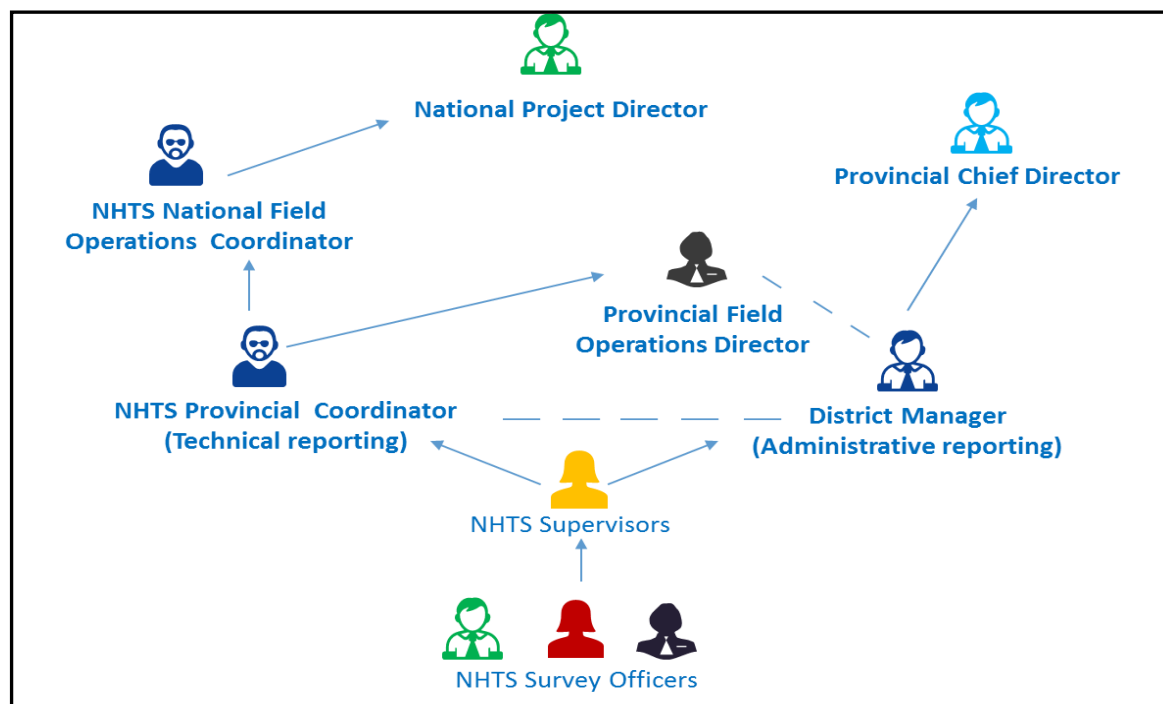 National Project Director
Provincial Chief Director
NHTS National Field
Operations Coordinator
Provincial Field
Operations Director
NHTS Provincial Coordinator
(Technical reporting)
District Manager
(Administrative reporting)
NHTS Supervisors
NHTS Survey Officers